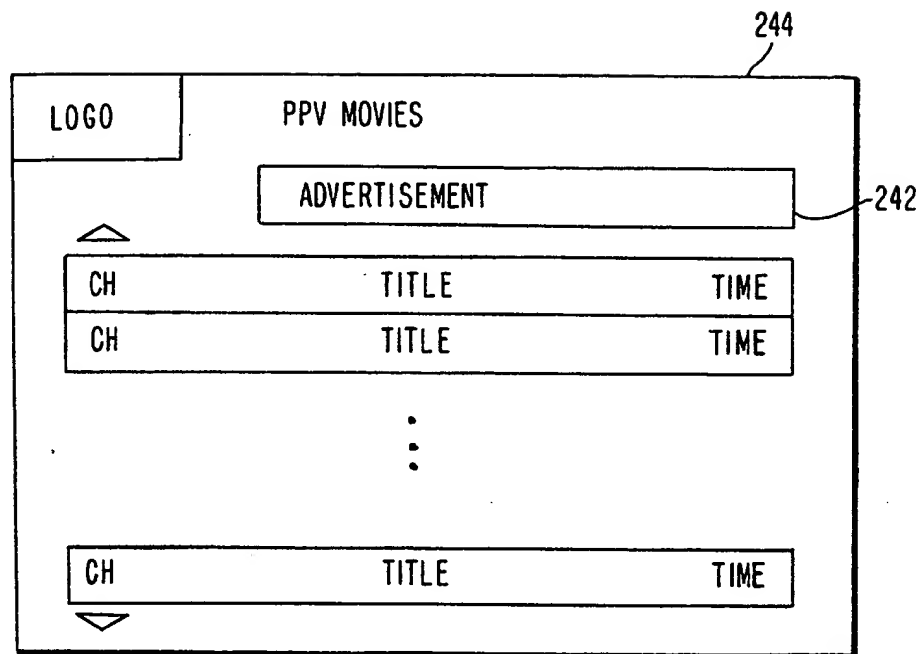 244
LOGO PPV MOVIES
ADVERTISEMENT 242
CH TITLE TIME
CH TITLE TIME
CH TITLE TIME